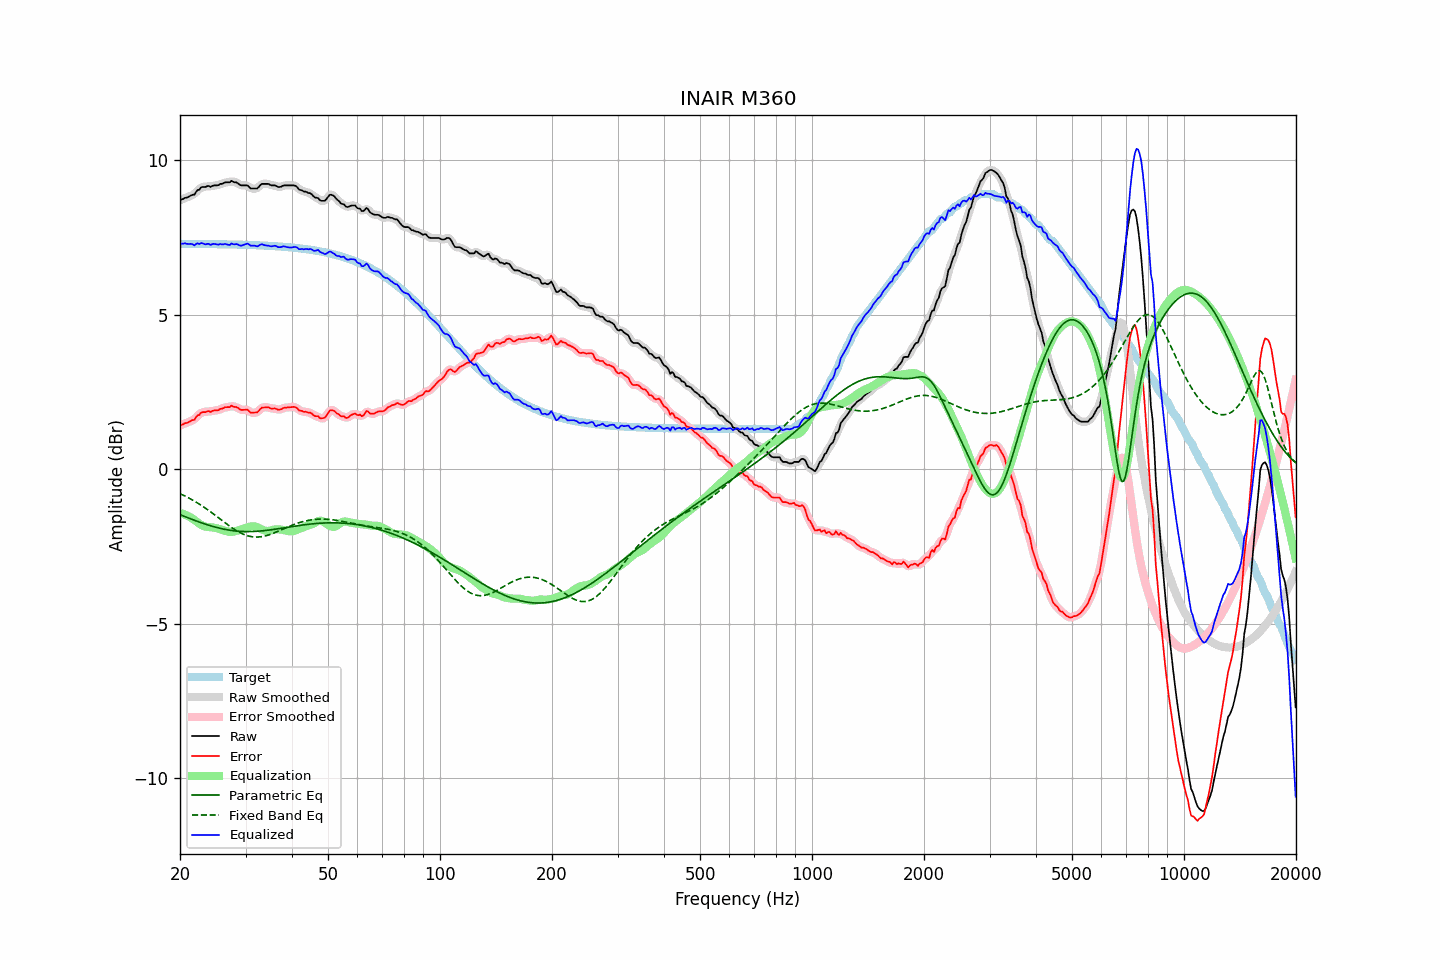 INAIR M360
Amplitude (dBr)
10
5
0
−5
−10
Target
Raw Smoothed
Error Smoothed
Raw
Error
Equalization
Parametric Eq
Fixed Band Eq
Equalized
20 50 100 200 500 1000 2000 5000 10000 20000
Frequency (Hz)